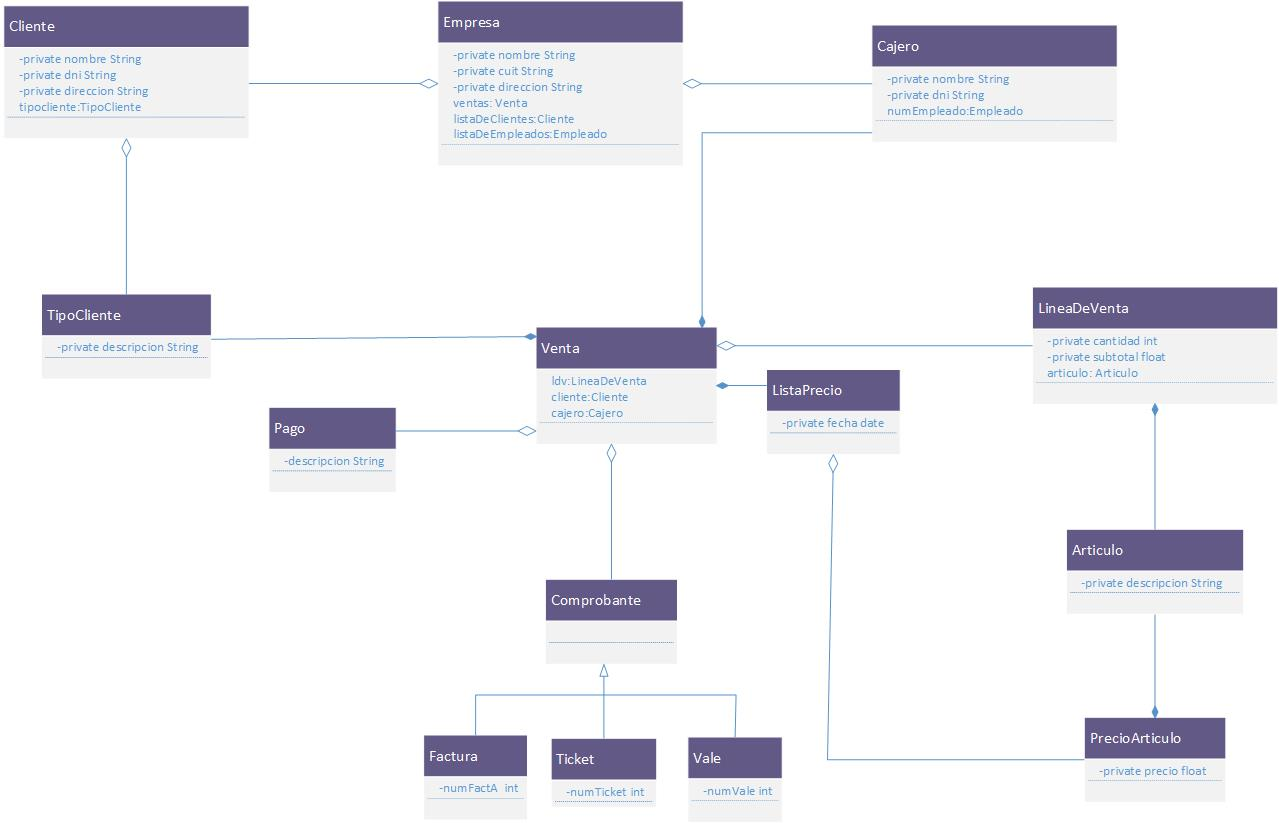 Cliente
-private nombre String
-private dni String
-private direccion String
tipocliente:TipoCliente
Empresa
-private nombre String
-private cuit String
-private direccion String
ventas: Venta
listaDeClientes:Cliente
listaDeEmpleados:Empleado
Cajero
-private nombre String
-private dni String
numEmpleado:Empleado
TipoCliente
-private descripcion String
Venta
ldv:LineaDeVenta
cliente:Cliente
cajero:Cajero
LineaDeVenta
-private cantidad int
-private subtotal float
articulo: Articulo
ListaPrecio
-private fecha date
Pago
-descripcion String
Articulo
-private descripcion String
Comprobante
PrecioArticulo
-private precio float
Factura
-numFactA  int
Ticket
-numTicket int
Vale
-numVale int